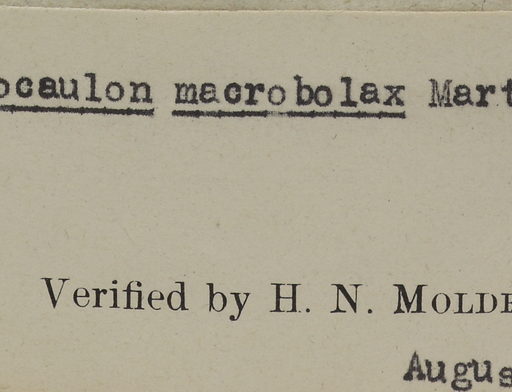 ocaulon macrobolax Mart
Verified by H. N. MOLDE
Augus